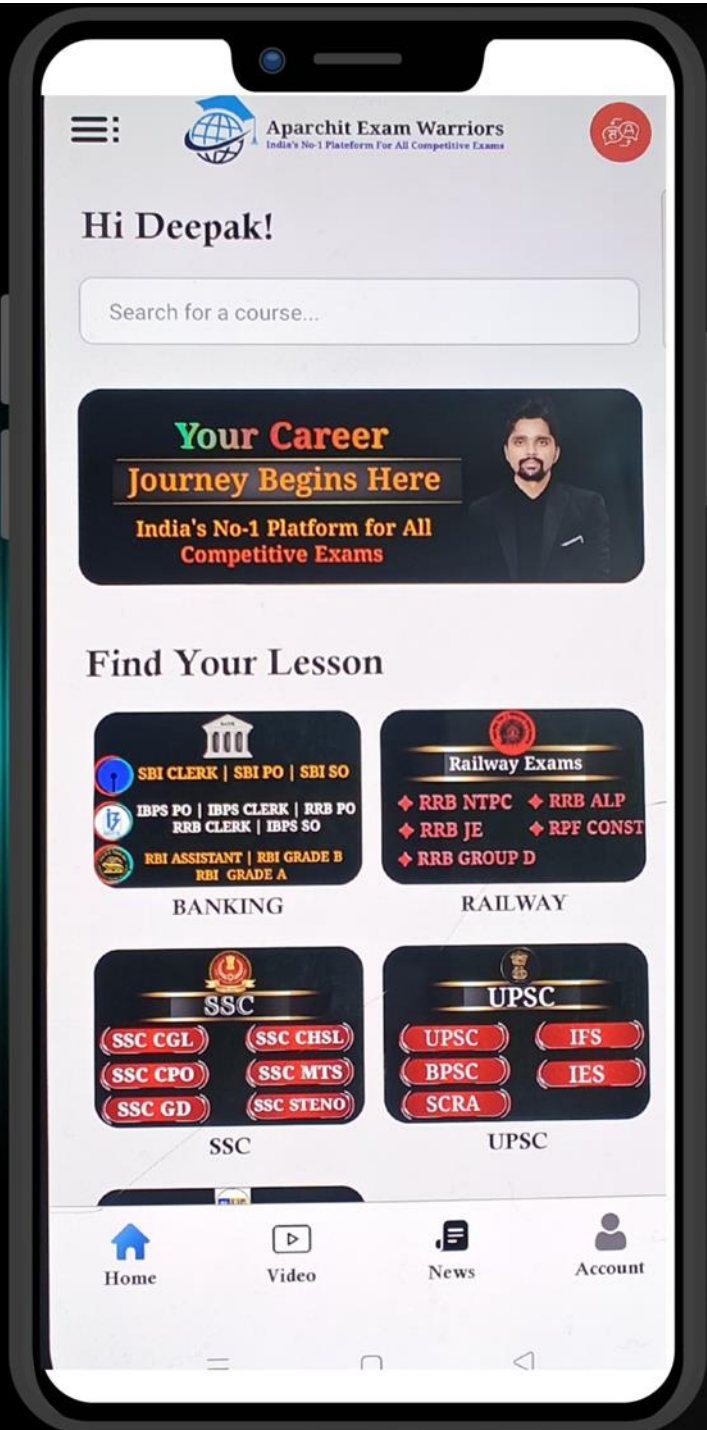 Aparchit Exam Warriors
India's No-1 Plateform For All Competitive Exams
Hi Deepak!
Search for a course...
Your Career
Journey Begins Here
India's No-1 Platform for All
Competitive Exams
Find Your Lesson
SBI CLERK | SBI PO | SBI SO
IBPS PO | IBPS CLERK | RRB PO
RRB CLERK | IBPS SO
RBI ASSISTANT | RBI GRADE B
RBI GRADE A
BANKING
Railway Exams
RRB NTPC
RRB ALP
RRB JE
RPF CONST
RRB GROUP D
RAILWAY
SSC
SSC CGL
SSC CHSL
SSC CPO
SSC MTS
SSC GD
SSC STENO
SSC
UPSC
UPSC
IFS
BPSC
IES
SCRA
UPSC
Home
Video
News
Account